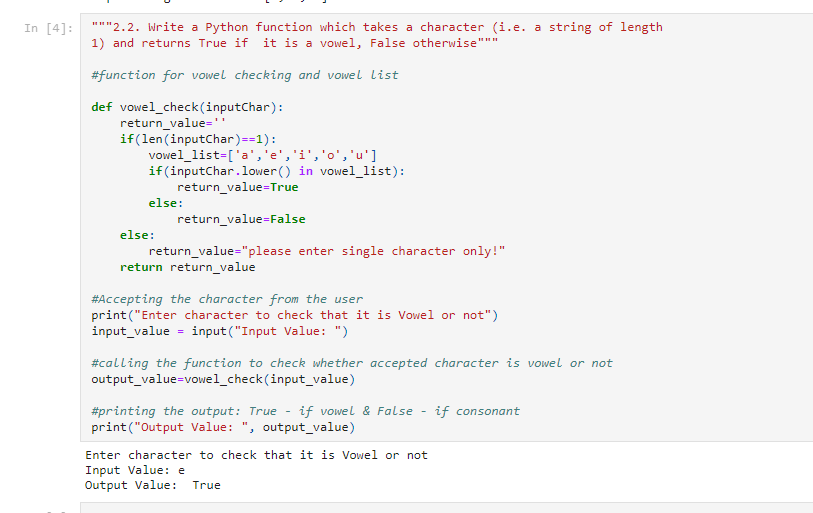 In [4]:
"""2.2. Write a Python function which takes a character (i.e. a string of length
1) and returns True if  it is a vowel, False otherwise"""

#function for vowel checking and vowel list

def vowel_check(inputChar):
    return_value=''
    if(len(inputChar)==1):
        vowel_list=['a','e','i','o','u']
        if(inputChar.lower() in vowel_list):
            return_value=True
        else:
            return_value=False
    else:
        return_value="please enter single character only!"
    return return_value

#Accepting the character from the user
print("Enter character to check that it is Vowel or not")
input_value = input("Input Value: ")

#calling the function to check whether accepted character is vowel or not
output_value=vowel_check(input_value)

#printing the output: True - if vowel & False - if consonant
print("Output Value: ", output_value)

Enter character to check that it is Vowel or not
Input Value: e
Output Value:  True